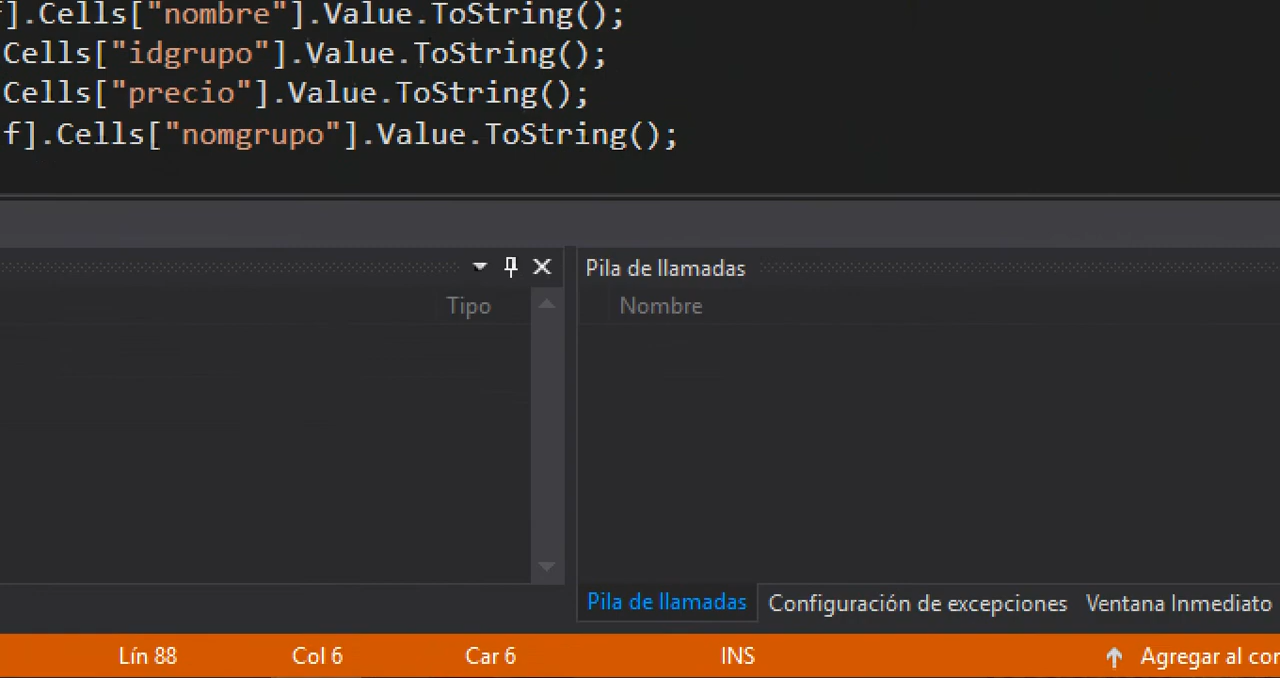 f].Cells["nombre"].Value.ToString();
Cells["idgrupo"].Value.ToString();
Cells["precio"].Value.ToString();
f].Cells["nomgrupo"].Value.ToString();
Pila de llamadas
Tipo
Nombre
Pila de llamadas Configuración de excepciones Ventana Inmediato
Lín 88 Col 6 Car 6 INS Agregar al cor